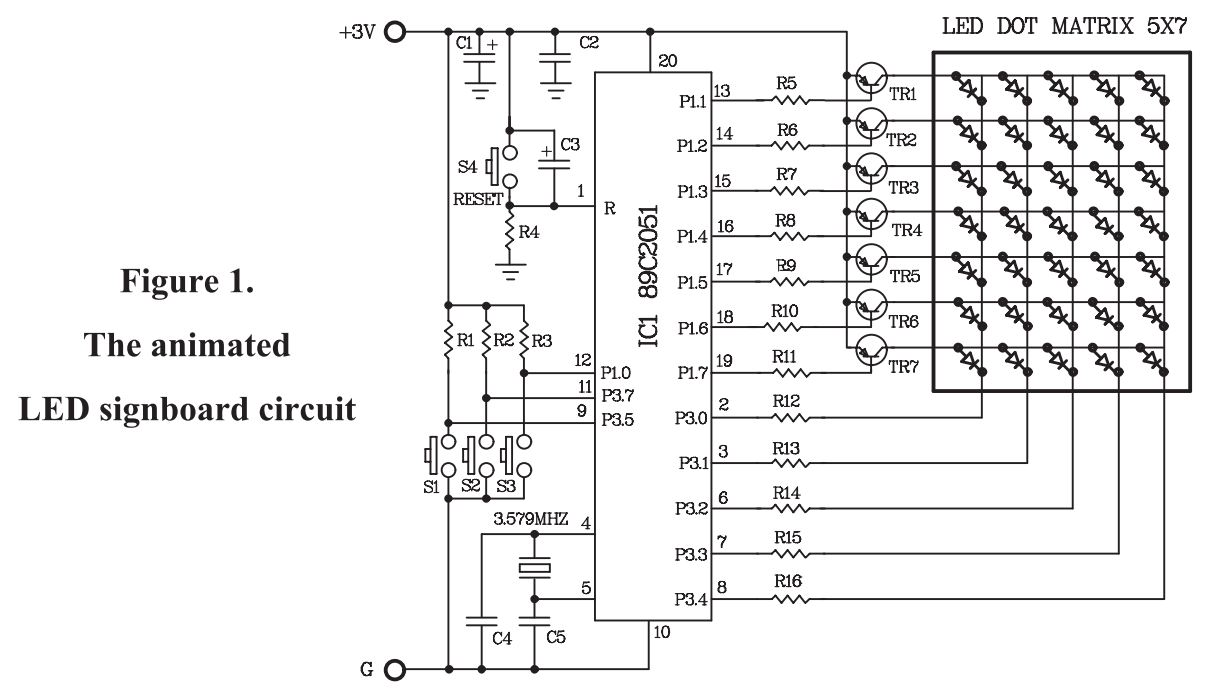 LED DOT MATRIX 5X7
+3V
C1
+
C2
20
P1.1
13
R5
TR1
P1.2
14
R6
TR2
P1.3
15
R7
TR3
P1.4
16
R8
TR4
P1.5
17
R9
TR5
P1.6
18
R10
TR6
P1.7
19
R11
TR7
P3.0
2
R12
P3.1
3
R13
P3.2
6
R14
P3.3
7
R15
P3.4
8
R16
S4
RESET
+
C3
1
R
R4
IC1 89C2051
Figure 1.
The animated
LED signboard circuit
R1
R2
R3
12
P1.0
11
P3.7
9
P3.5
S1
S2
S3
3.579MHZ
4
5
C4
C5
10
G